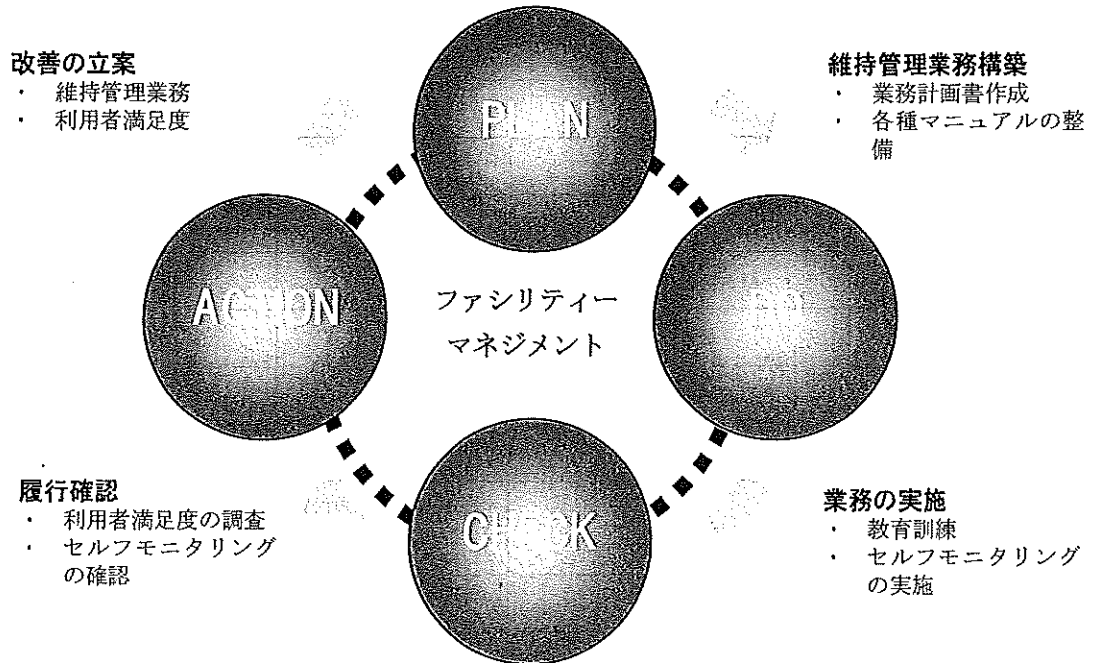 PLAN
改善の立案
・ 維持管理業務
・ 利用者満足度
維持管理業務構築
・ 業務計画書作成
・ 各種マニュアルの整
備
ACTION
ファシリティー
マネジメント
DO
CHECK
履行確認
・ 利用者満足度の調査
・ セルフモニタリング
の確認
業務の実施
・ 教育訓練
・ セルフモニタリング
の実施